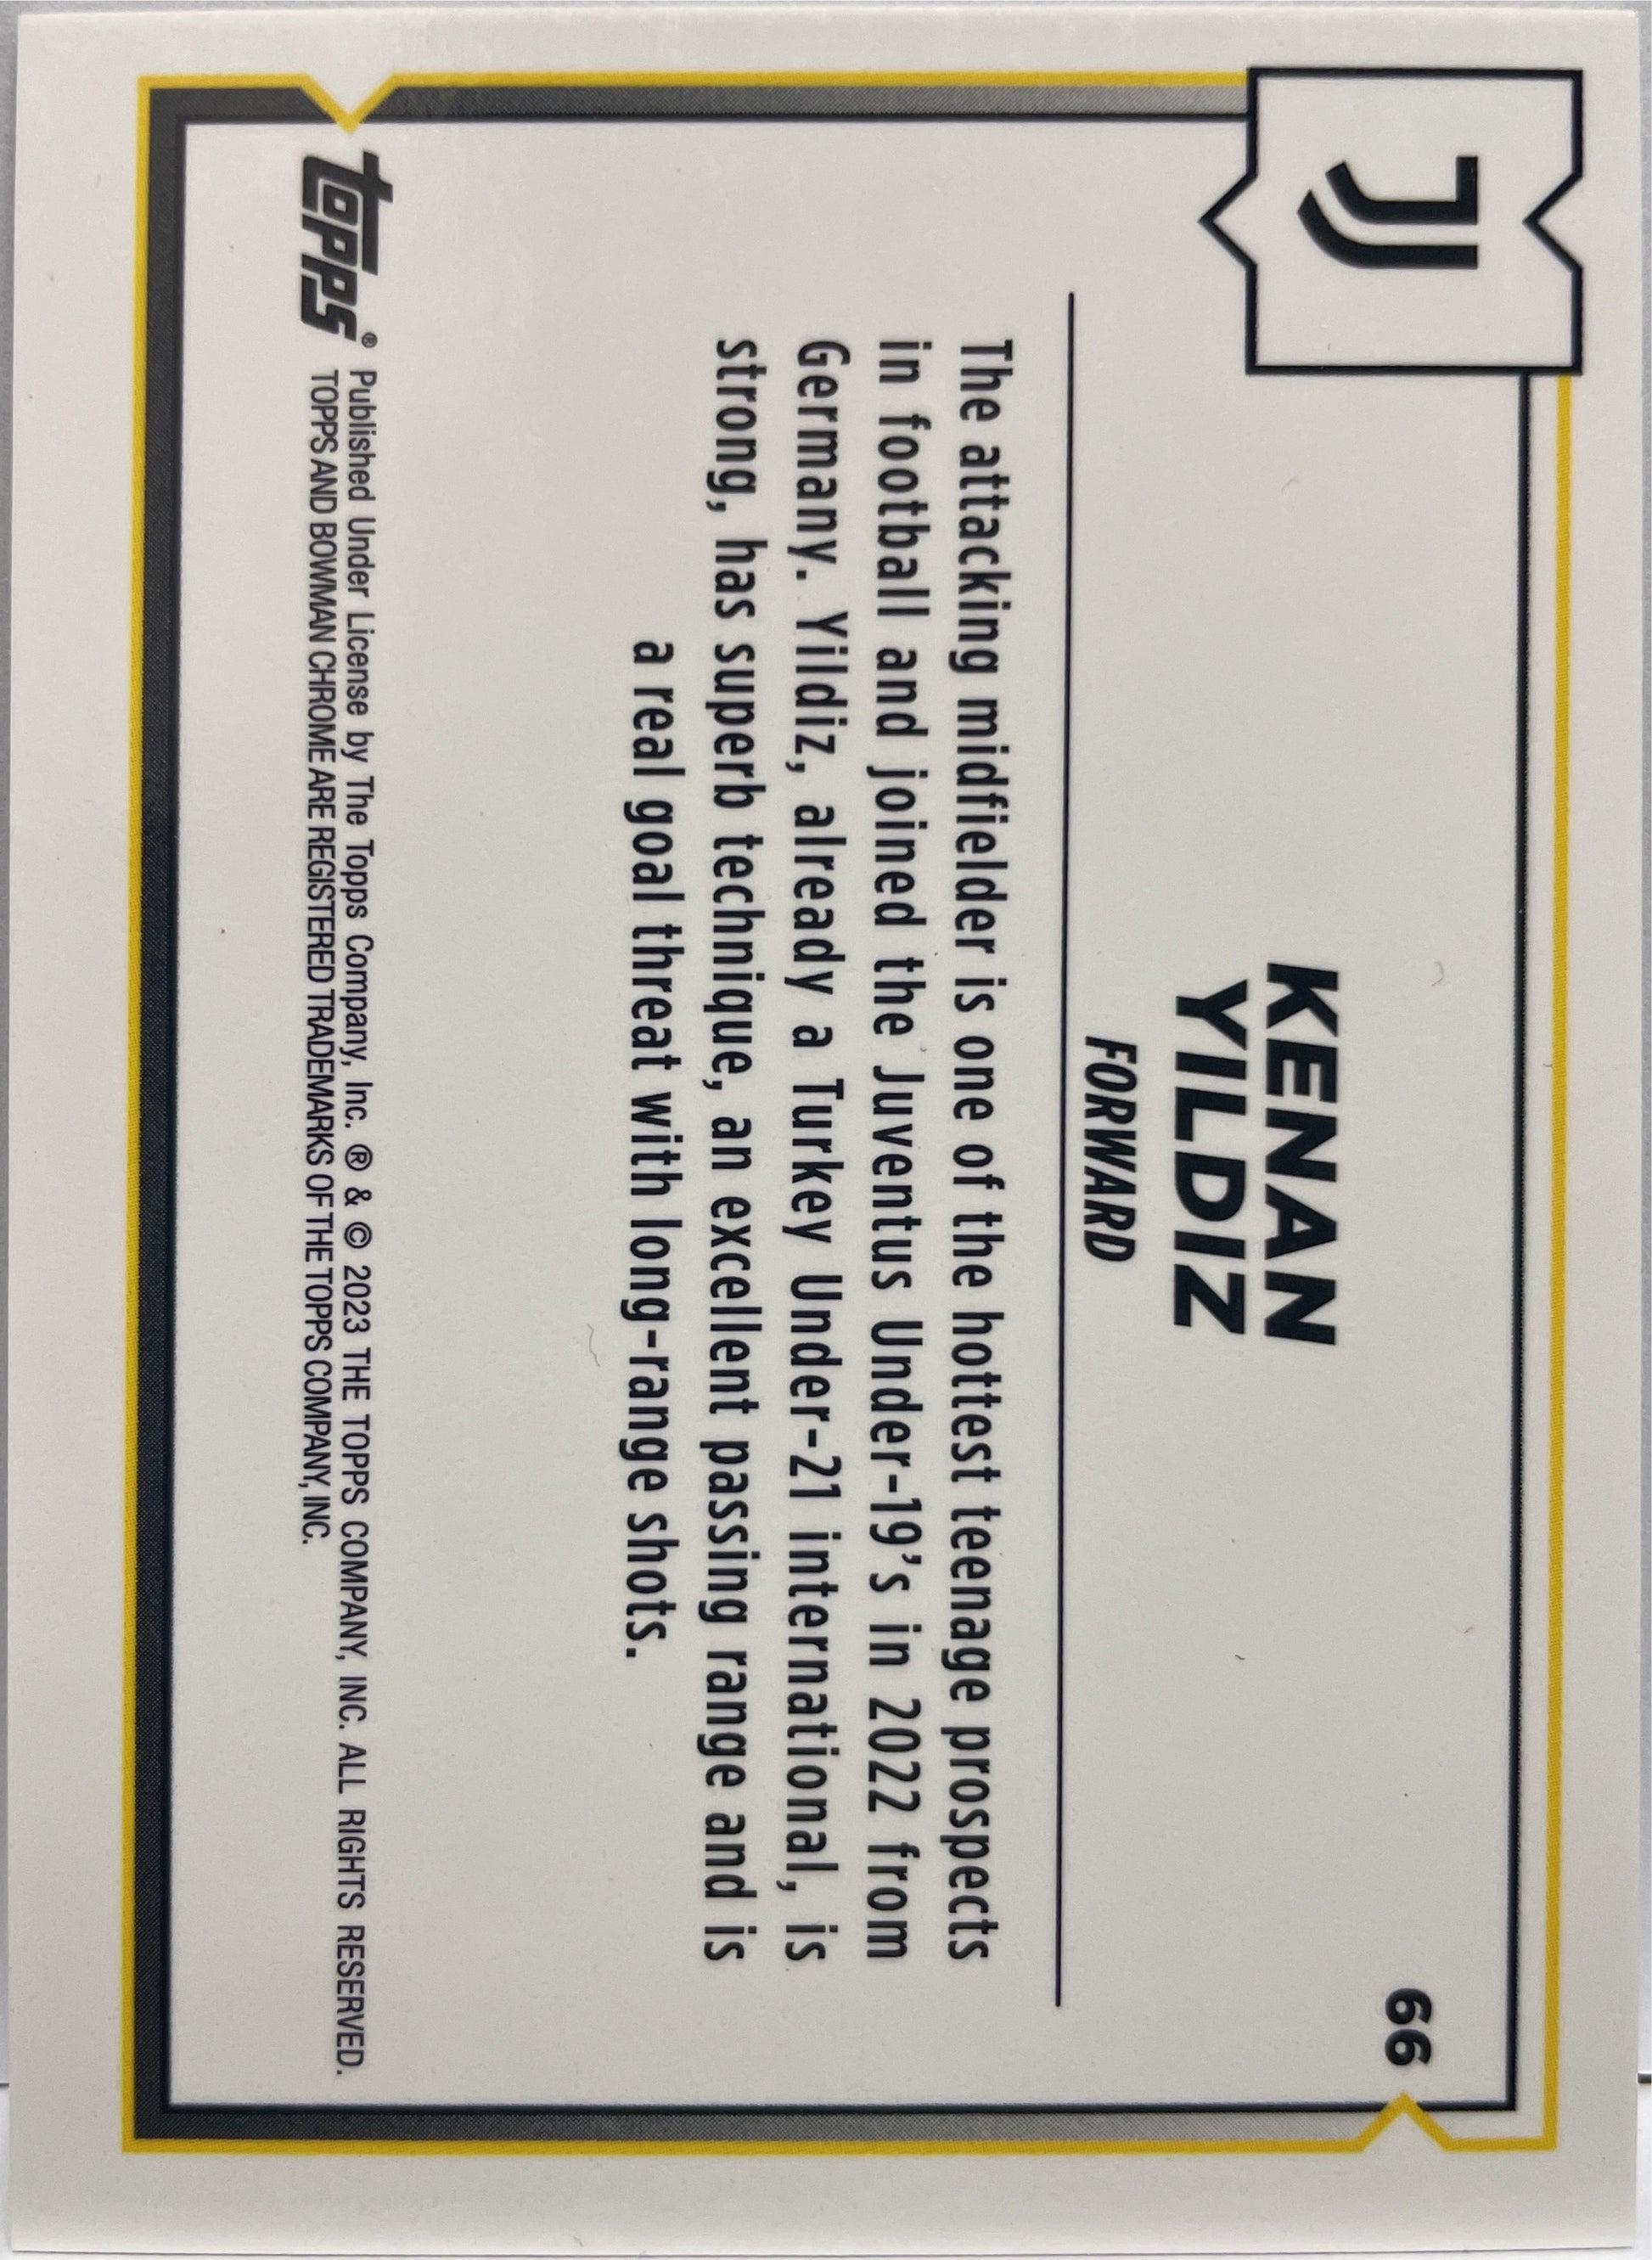 66
KENAN
YILDIZ
FORWARD
The attacking midfielder is one of the hottest teenage prospects
in football and joined the Juventus Under-19's in 2022 from
Germany. Yildiz, already a Turkey Under-21 international, is
strong, has superb technique, an excellent passing range and is
a real goal threat with long-range shots.
topps®
Published Under License by The Topps Company, Inc. ® & © 2023 THE TOPPS COMPANY, INC. ALL RIGHTS RESERVED.
TOPPS AND BOWMAN CHROME ARE REGISTERED TRADEMARKS OF THE TOPPS COMPANY, INC.